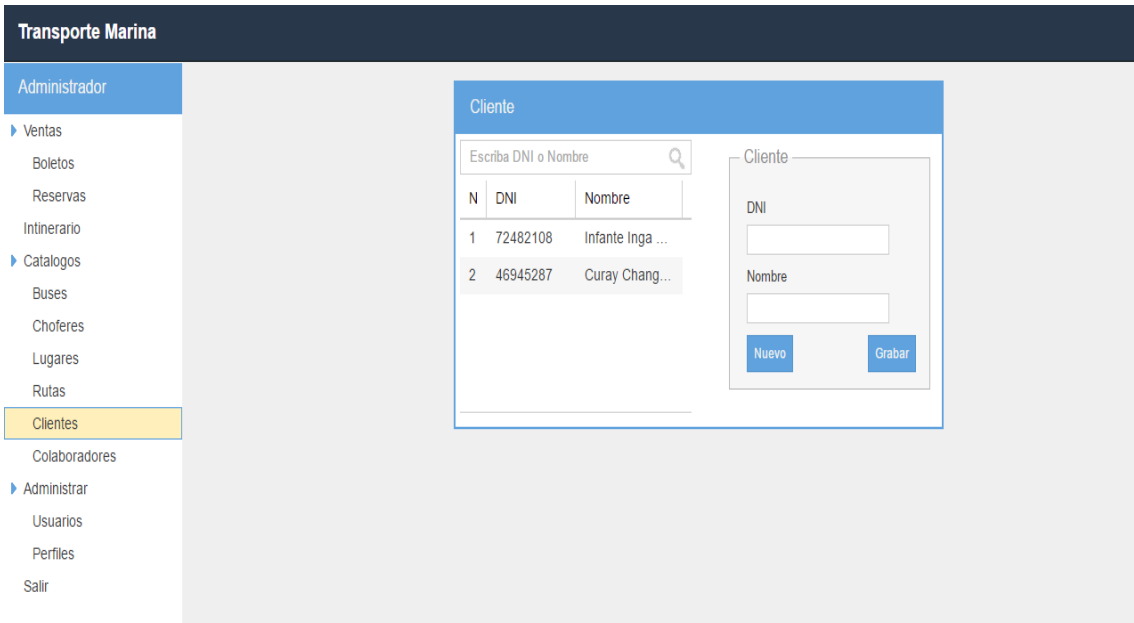 Transporte Marina
Administrador
Ventas
Boletos
Reservas
Intinerario
Catalogos
Buses
Choferes
Lugares
Rutas
Clientes
Colaboradores
Administrar
Usuarios
Perfiles
Salir
Cliente
Escriba DNI o Nombre
N DNI Nombre
1 72482108 Infante Inga ...
2 46945287 Curay Chang...
Cliente
DNI
Nombre
Nuevo Grabar